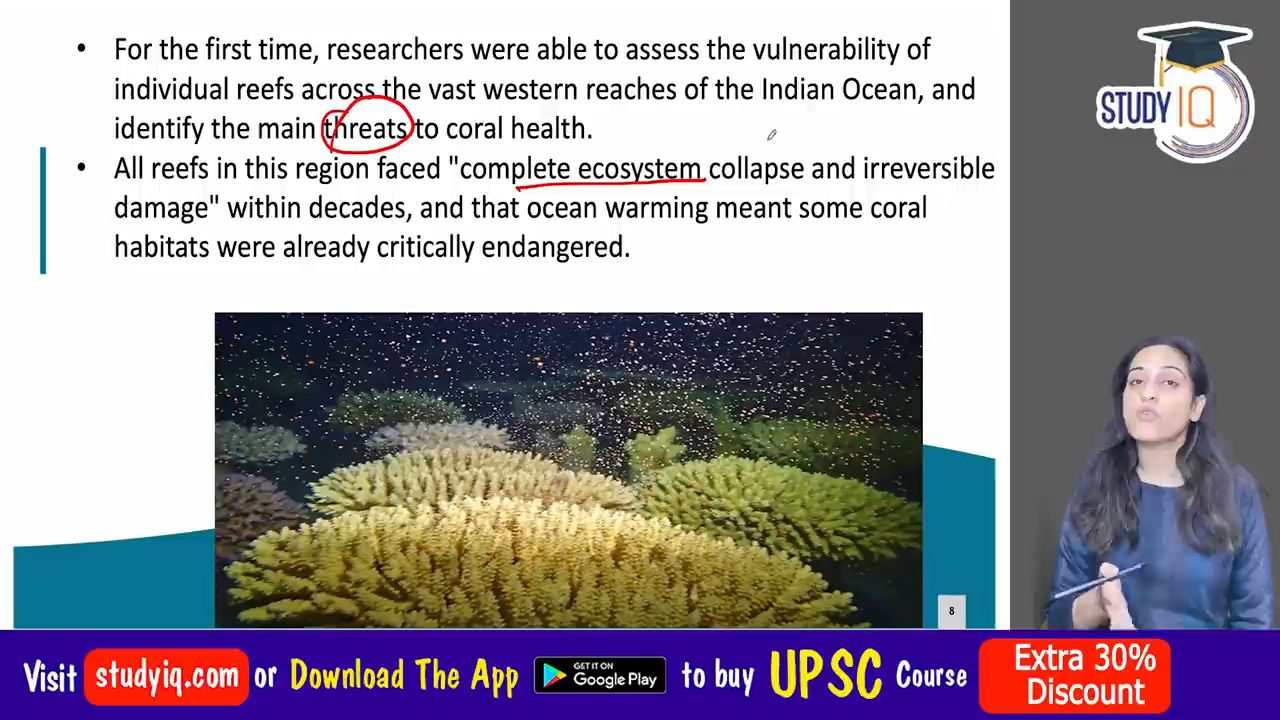 • For the first time, researchers were able to assess the vulnerability of
individual reefs across the vast western reaches of the Indian Ocean, and
identify the main threats to coral health.
• All reefs in this region faced "complete ecosystem collapse and irreversible
damage" within decades, and that ocean warming meant some coral
habitats were already critically endangered.
STUDY IQ
8
Visit studyiq.com or Download The App GET IT ON Google Play to buy UPSC Course
Extra 30%
Discount